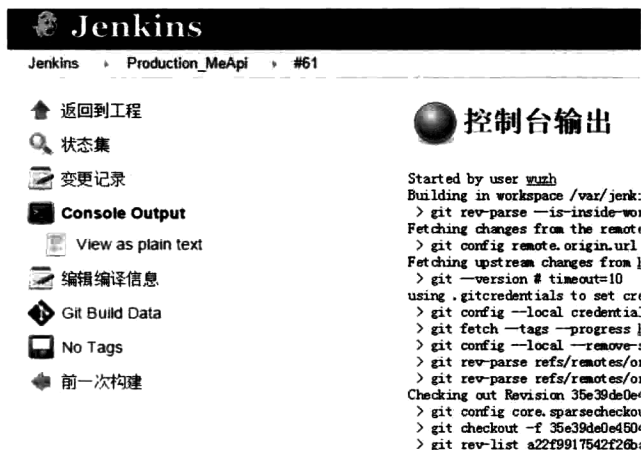 Jenkins
Jenkins Production_MeApi #61
返回到工程
状态集
变更记录
Console Output
View as plain text
编辑编译信息
Git Build Data
No Tags
前一次构建
控制台输出
Started by user wuzh
Building in workspace /var/jenk
> git rev-parse --is-inside-wor
Fetching changes from the remote
> git config remote.origin.url
Fetching upstream changes from
> git --version # timeout=10
using .gitcredentials to set cre
> git config --local credential
> git fetch --tags --progress
> git config --local --remove-s
> git rev-parse refs/remotes/or
> git rev-parse refs/remotes/or
Checking out Revision 35e39de0e4
> git config core.sparsecheckou
> git checkout -f 35e39de0e4504
> git rev-list a22f9917542f26ba